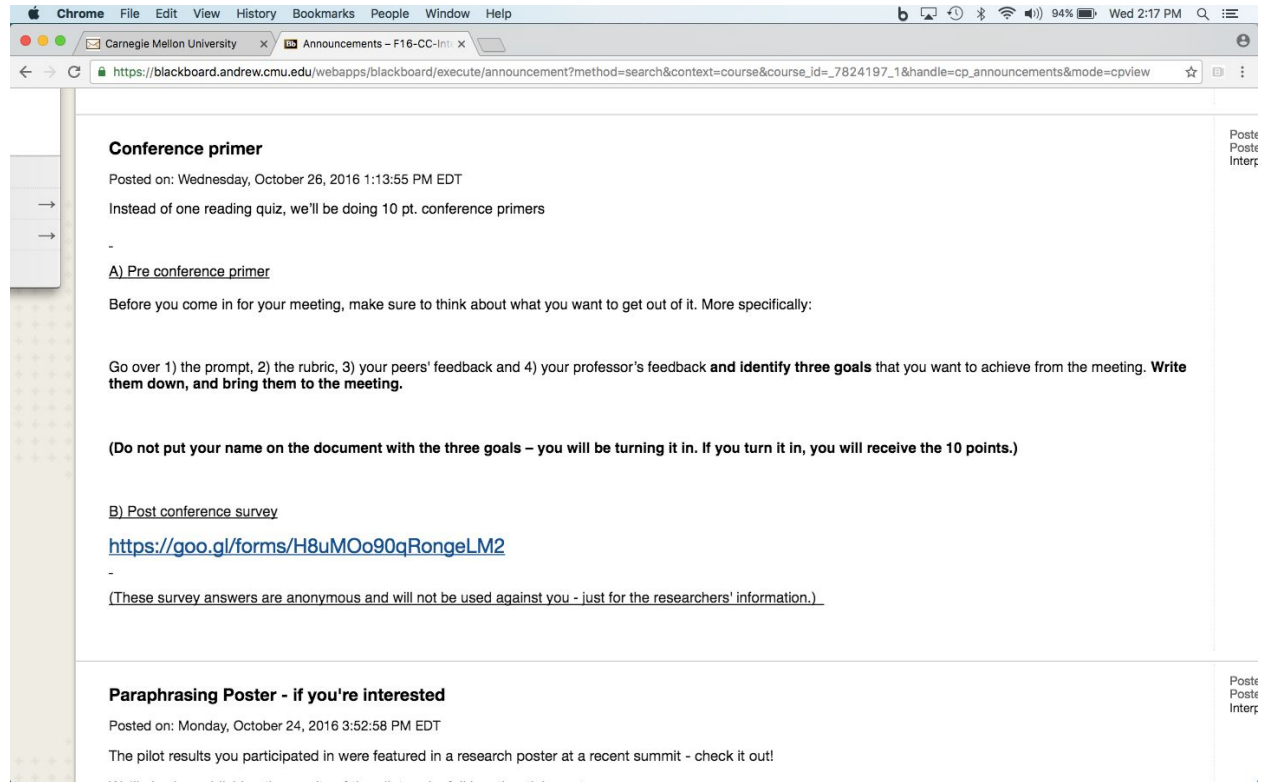 Chrome File Edit View History Bookmarks People Window Help 94% Wed 2:17 PM
Carnegie Mellon University Announcements – F16-CC-Int
https://blackboard.andrew.cmu.edu/webapps/blackboard/execute/announcement?method=search&context=course&course_id=_7824197_1&handle=cp_announcements&mode=cpview
Conference primer
Poste
Posted on: Wednesday, October 26, 2016 1:13:55 PM EDT
Poste
Interp
Instead of one reading quiz, we'll be doing 10 pt. conference primers
A) Pre conference primer
Before you come in for your meeting, make sure to think about what you want to get out of it. More specifically:
Go over 1) the prompt, 2) the rubric, 3) your peers' feedback and 4) your professor's feedback and identify three goals that you want to achieve from the meeting. Write
them down, and bring them to the meeting.
(Do not put your name on the document with the three goals – you will be turning it in. If you turn it in, you will receive the 10 points.)
B) Post conference survey
https://goo.gl/forms/H8uMOo90qRongeLM2
(These survey answers are anonymous and will not be used against you - just for the researchers' information.)
Paraphrasing Poster - if you're interested
Poste
Poste
Interp
Posted on: Monday, October 24, 2016 3:52:58 PM EDT
The pilot results you participated in were featured in a research poster at a recent summit - check it out!